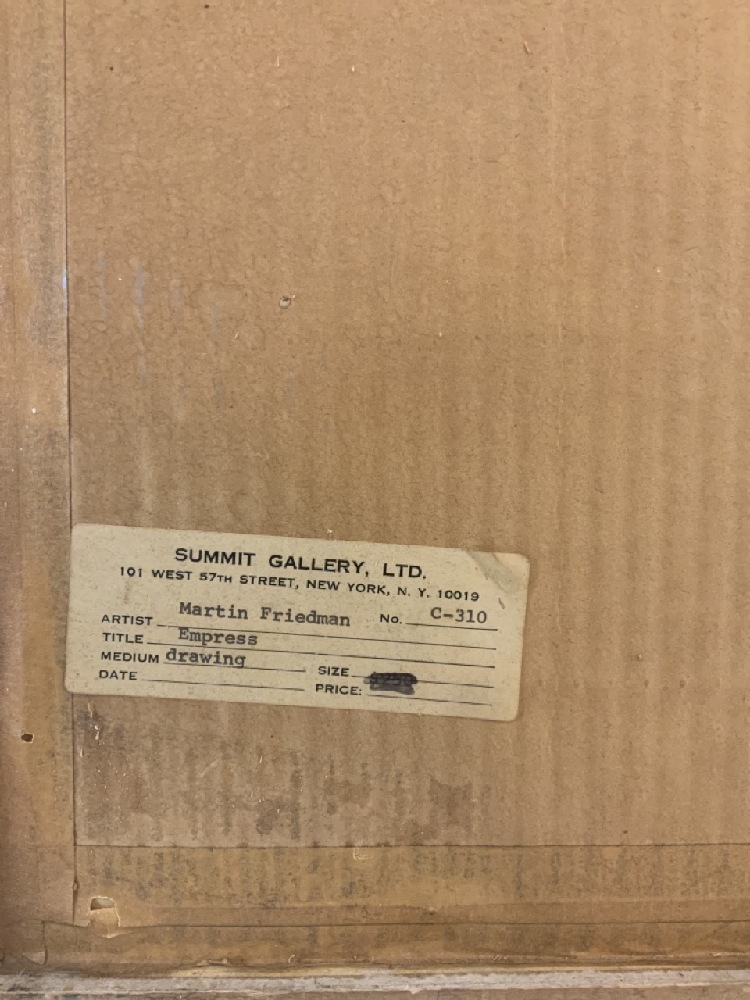 SUMMIT GALLERY, LTD.
101 WEST 57TH STREET, NEW YORK, N. Y. 10019
ARTIST Martin Friedman No. C-310
TITLE Empress
MEDIUM drawing SIZE
DATE PRICE: